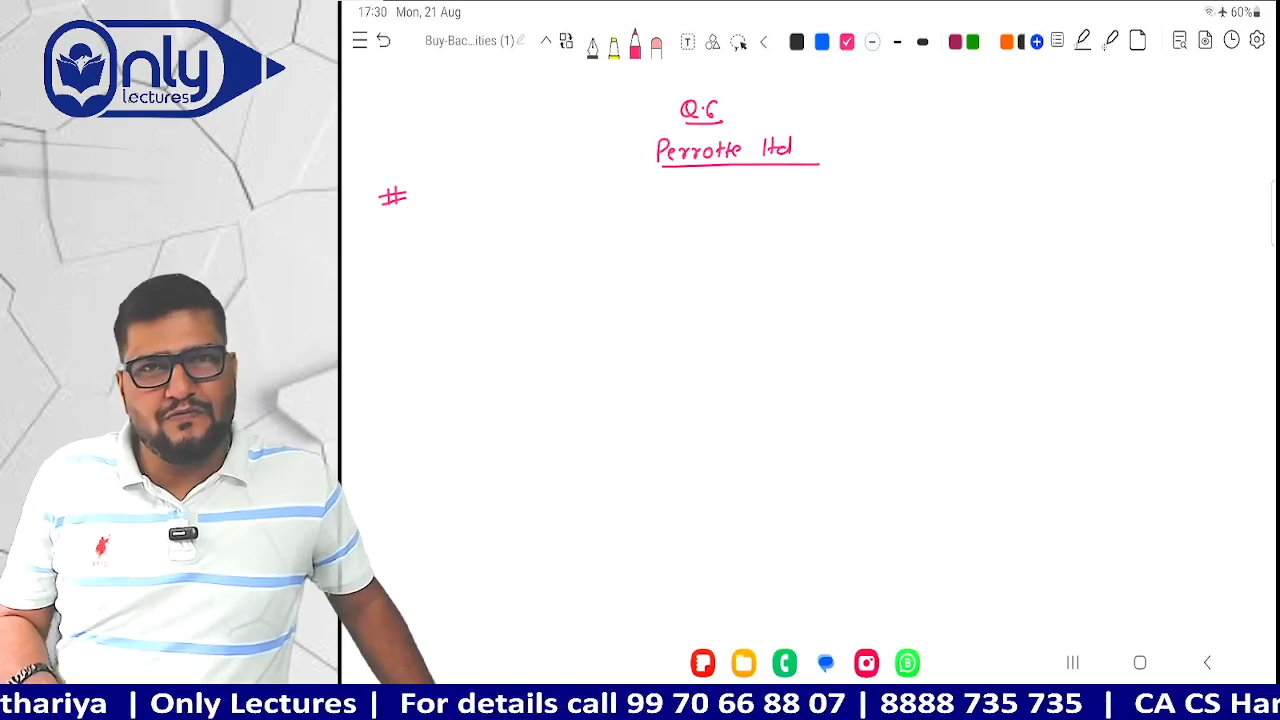 17:30 Mon, 21 Aug
60%
Only
lectures
Buy-Bac...ities (1)
T
Q.6
Perrotte ltd
#
thariya | Only Lectures | For details call 99 70 66 88 07 | 8888 735 735 | CA CS Har